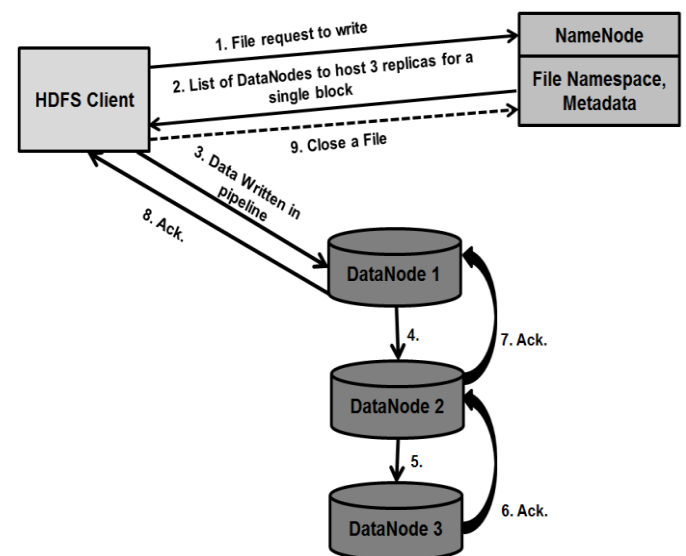 1. File request to write
NameNode
HDFS Client
2. List of DataNodes to host 3 replicas for a
single block
File Namespace,
Metadata
9. Close a File
3. Data Written in
pipeline
8. Ack.
DataNode 1
4.
7. Ack.
DataNode 2
5.
6. Ack.
DataNode 3